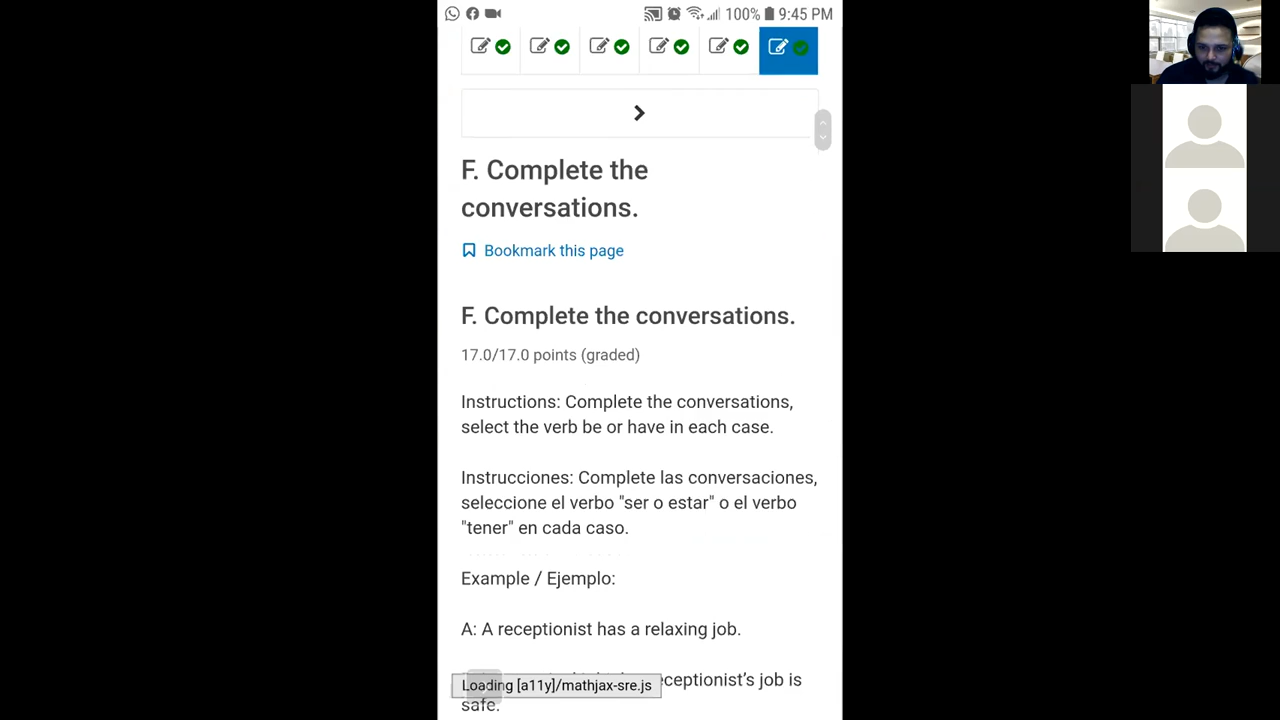 100% 9:45 PM
F. Complete the
conversations.
Bookmark this page
F. Complete the conversations.
17.0/17.0 points (graded)
Instructions: Complete the conversations,
select the verb be or have in each case.
Instrucciones: Complete las conversaciones,
seleccione el verbo "ser o estar" o el verbo
"tener" en cada caso.
Example / Ejemplo:
A: A receptionist has a relaxing job.
receptionist’s job is
Loading [a11y]/mathjax-sre.js
safe.